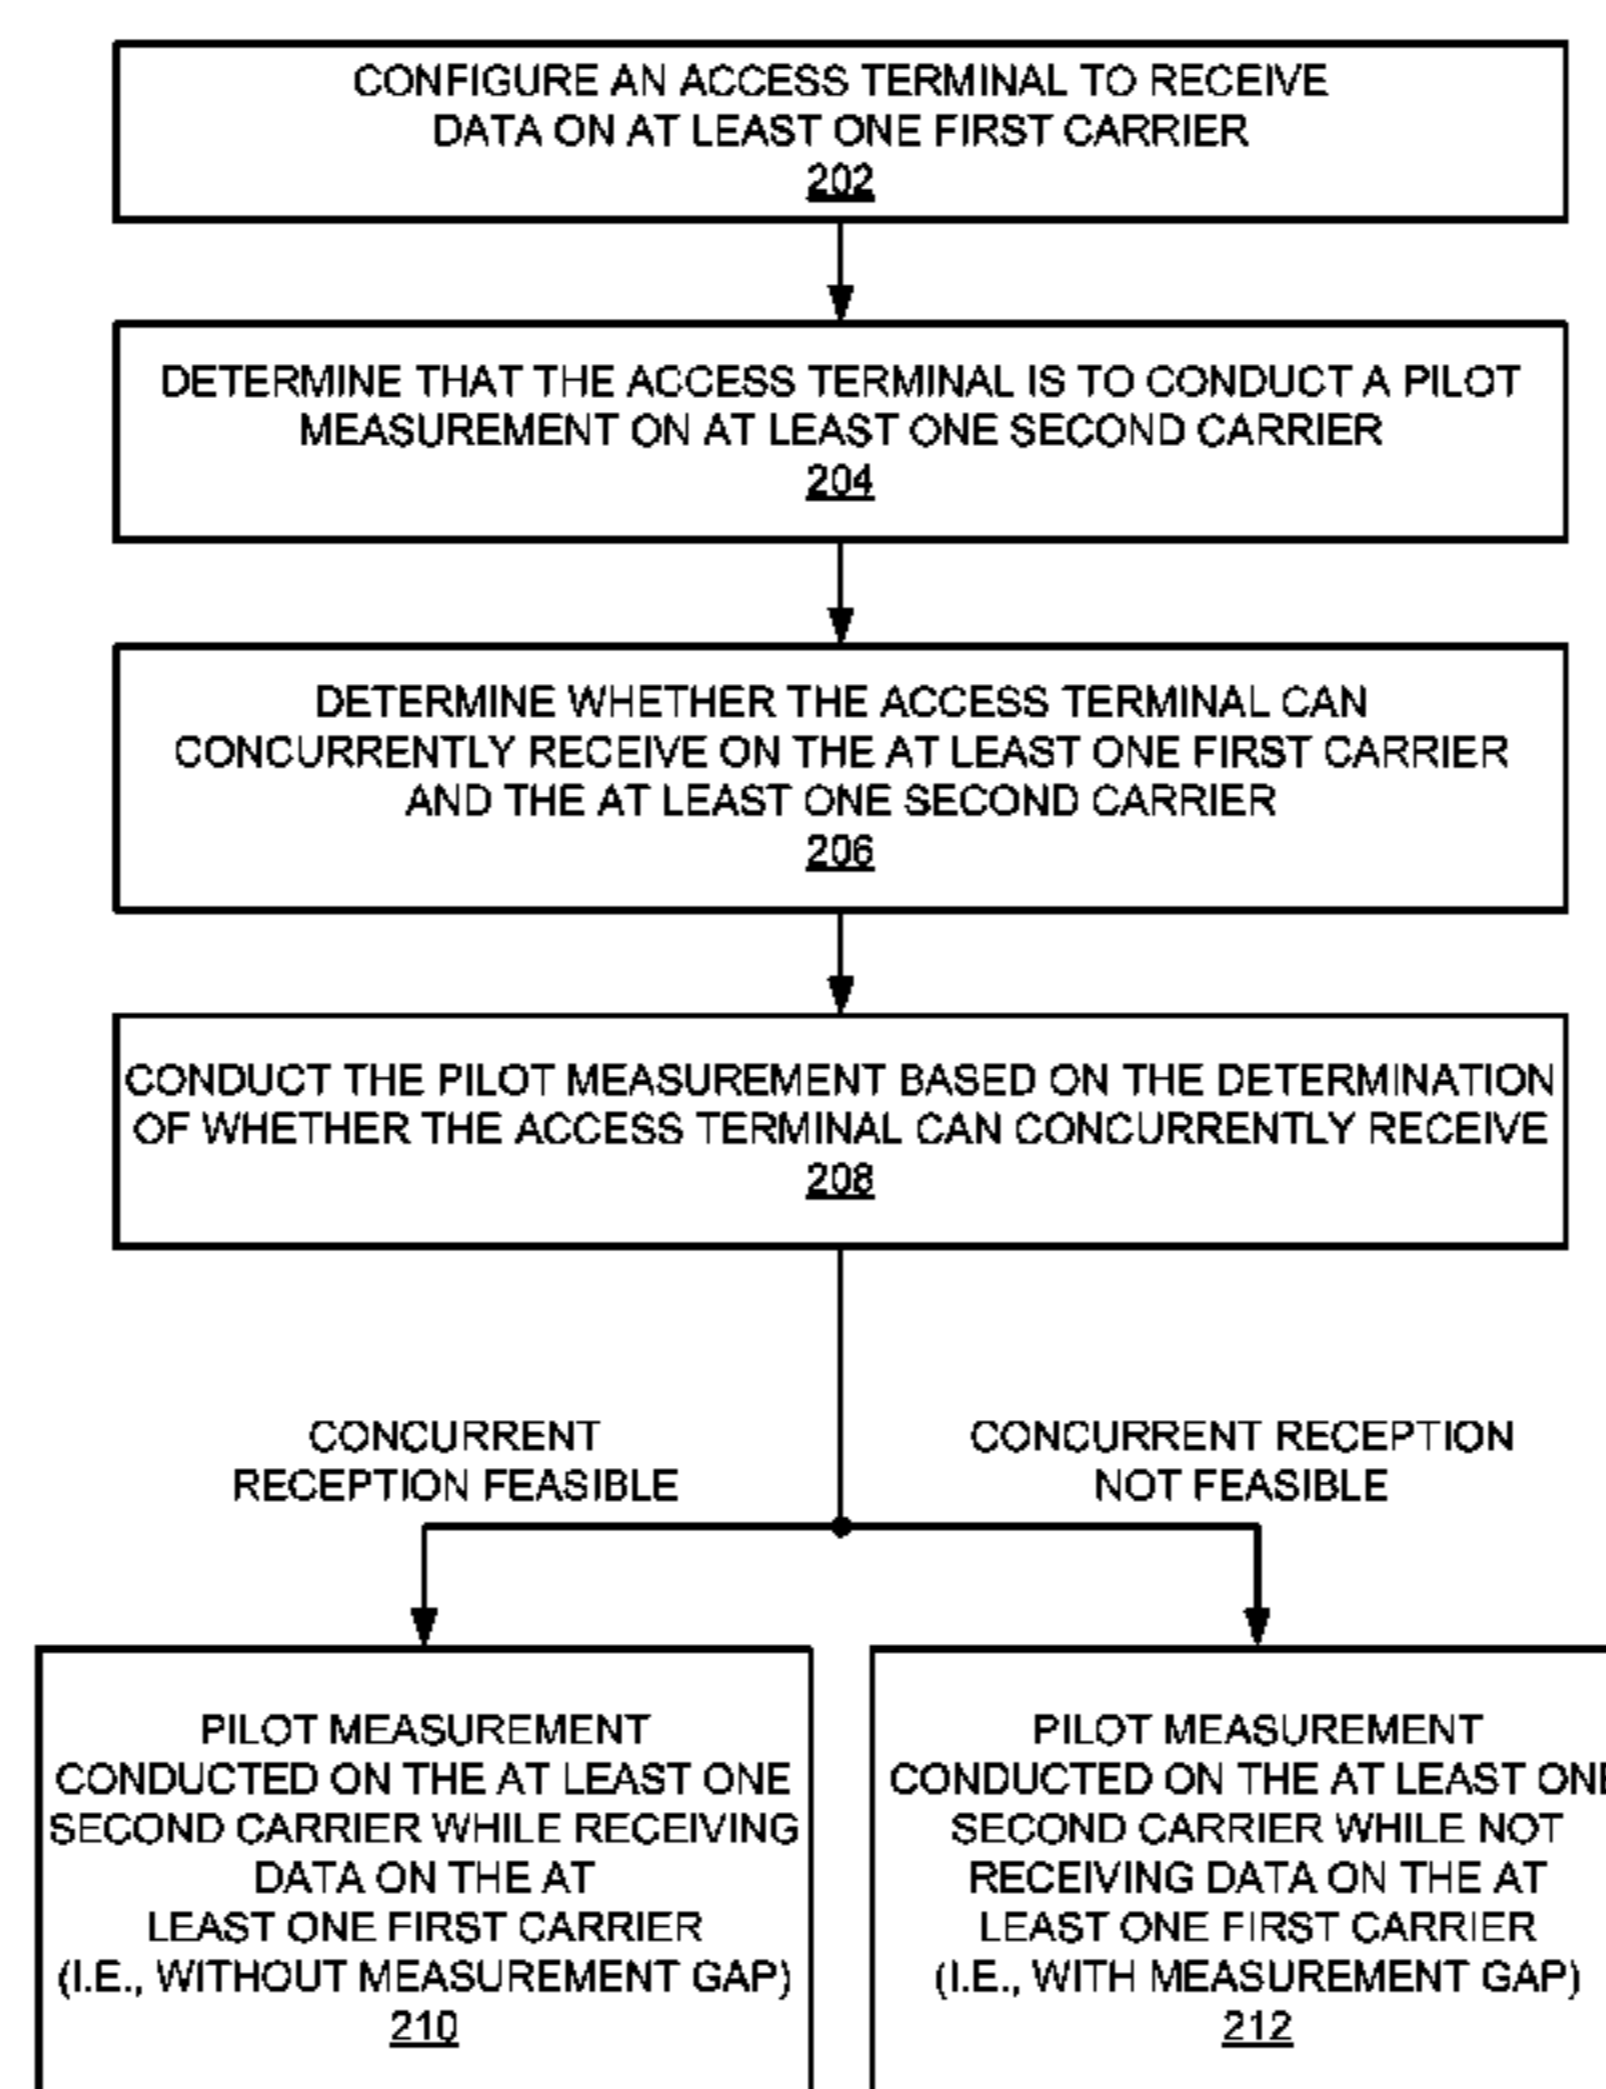 CONFIGURE AN ACCESS TERMINAL TO RECEIVE
DATA ON AT LEAST ONE FIRST CARRIER
202
DETERMINE THAT THE ACCESS TERMINAL IS TO CONDUCT A PILOT
MEASUREMENT ON AT LEAST ONE SECOND CARRIER
204
DETERMINE WHETHER THE ACCESS TERMINAL CAN
CONCURRENTLY RECEIVE ON THE AT LEAST ONE FIRST CARRIER
AND THE AT LEAST ONE SECOND CARRIER
206
CONDUCT THE PILOT MEASUREMENT BASED ON THE DETERMINATION
OF WHETHER THE ACCESS TERMINAL CAN CONCURRENTLY RECEIVE
208
CONCURRENT
RECEPTION FEASIBLE
CONCURRENT RECEPTION
NOT FEASIBLE
PILOT MEASUREMENT
CONDUCTED ON THE AT LEAST ONE
SECOND CARRIER WHILE RECEIVING
DATA ON THE AT
LEAST ONE FIRST CARRIER
(I.E., WITHOUT MEASUREMENT GAP)
210
PILOT MEASUREMENT
CONDUCTED ON THE AT LEAST ONE
SECOND CARRIER WHILE NOT
RECEIVING DATA ON THE AT
LEAST ONE FIRST CARRIER
(I.E., WITH MEASUREMENT GAP)
212